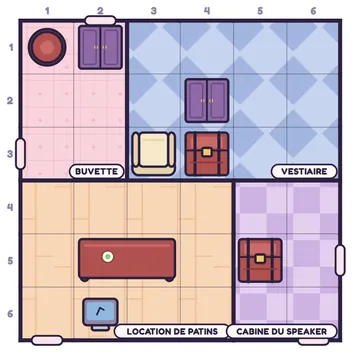 1 2 3 4 5 6
1
2
3
BUVETTE
VESTIAIRE
4
5
6
LOCATION DE PATINS
CABINE DU SPEAKER